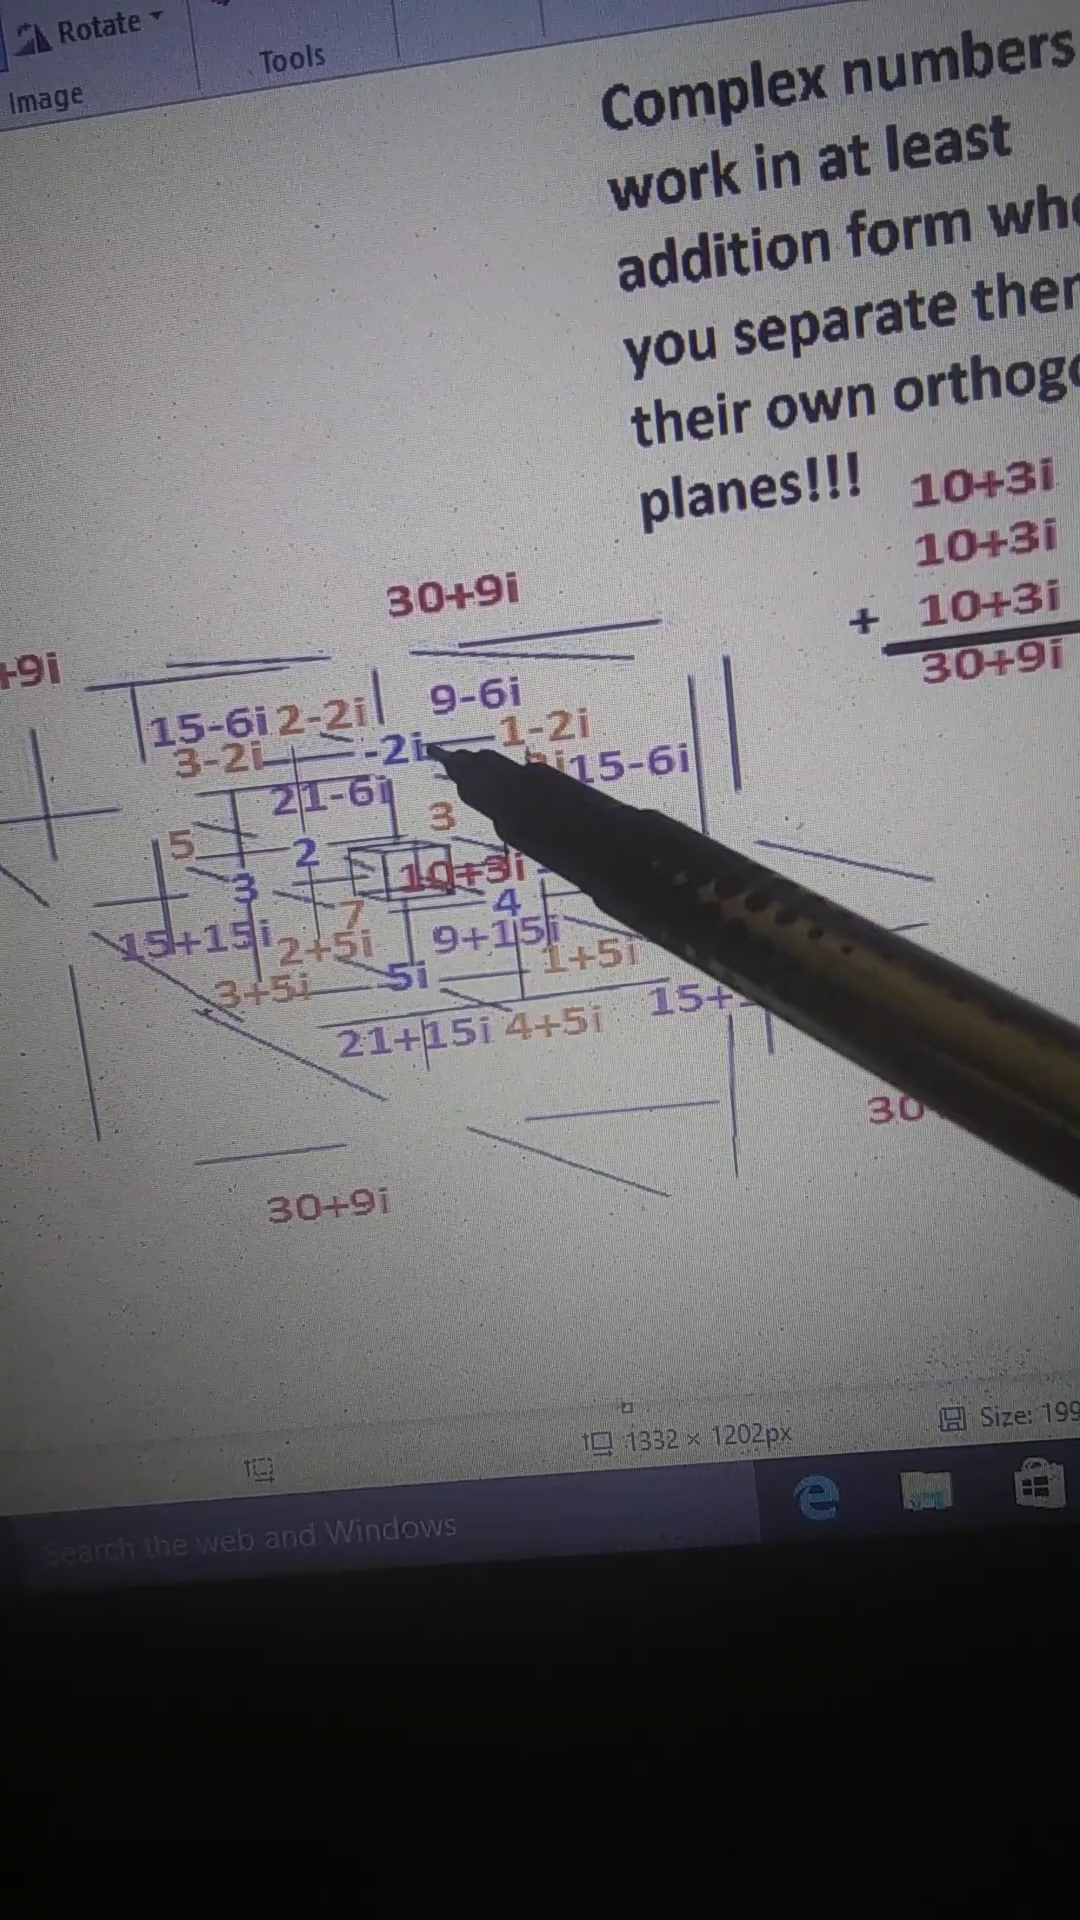 Rotate
Tools
Image
Complex numbers
work in at least
addition form
you separate
their own
planes!!!
10+3i
10+3i
+ 10+3i
30+9i
30+9i
+9i
15-6i 2-2i 9-6i
3-2i -2i 1-2i
15-6i
21-6i
3
5 2
10+3i
3 4
7
15+15i 2+5i 9+15i
3+5i 5i 1+5i
21+15i 4+5i 15+
30
30+9i
1332 × 1202px
Size: 199
Search the web and Windows